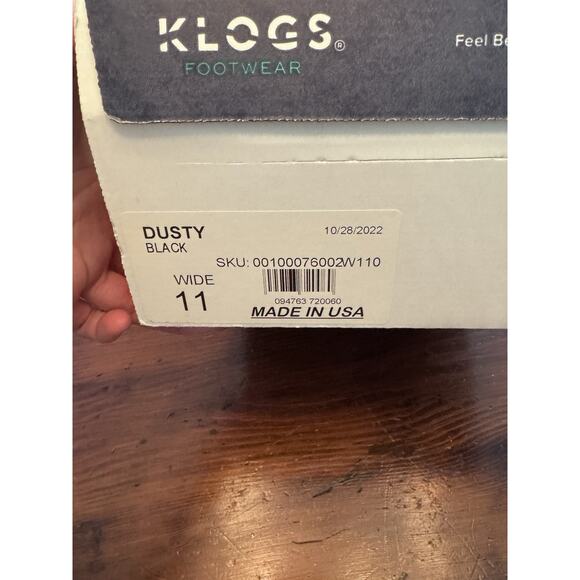 KLOGS®
Feel Be
FOOTWEAR
DUSTY
10/28/2022
BLACK
SKU: 00100076002W110
WIDE
11
094763 720060
MADE IN USA